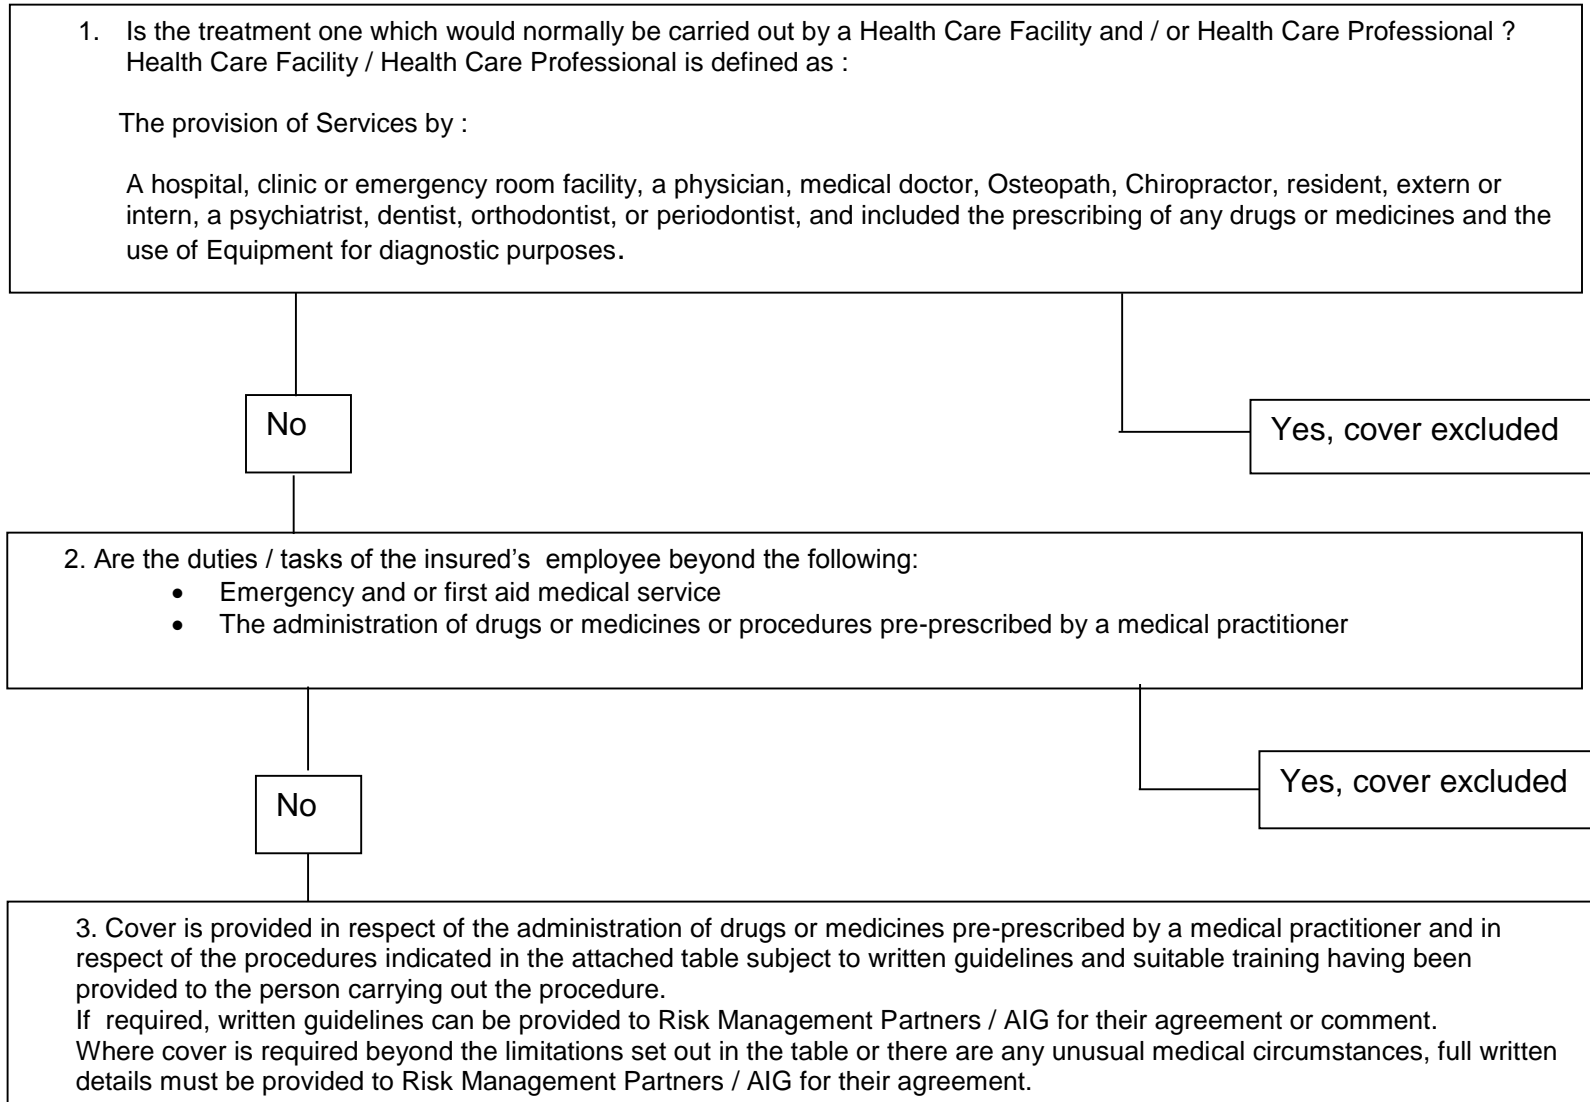 1. Is the treatment one which would normally be carried out by a Health Care Facility and / or Health Care Professional ?
Health Care Facility / Health Care Professional is defined as :
The provision of Services by :
A hospital, clinic or emergency room facility, a physician, medical doctor, Osteopath, Chiropractor, resident, extern or
intern, a psychiatrist, dentist, orthodontist, or periodontist, and included the prescribing of any drugs or medicines and the
use of Equipment for diagnostic purposes.
No
Yes, cover excluded
2. Are the duties / tasks of the insured's employee beyond the following:
• Emergency and or first aid medical service
• The administration of drugs or medicines or procedures pre-prescribed by a medical practitioner
No
Yes, cover excluded
3. Cover is provided in respect of the administration of drugs or medicines pre-prescribed by a medical practitioner and in
respect of the procedures indicated in the attached table subject to written guidelines and suitable training having been
provided to the person carrying out the procedure.
If required, written guidelines can be provided to Risk Management Partners / AIG for their agreement or comment.
Where cover is required beyond the limitations set out in the table or there are any unusual medical circumstances, full written
details must be provided to Risk Management Partners / AIG for their agreement.